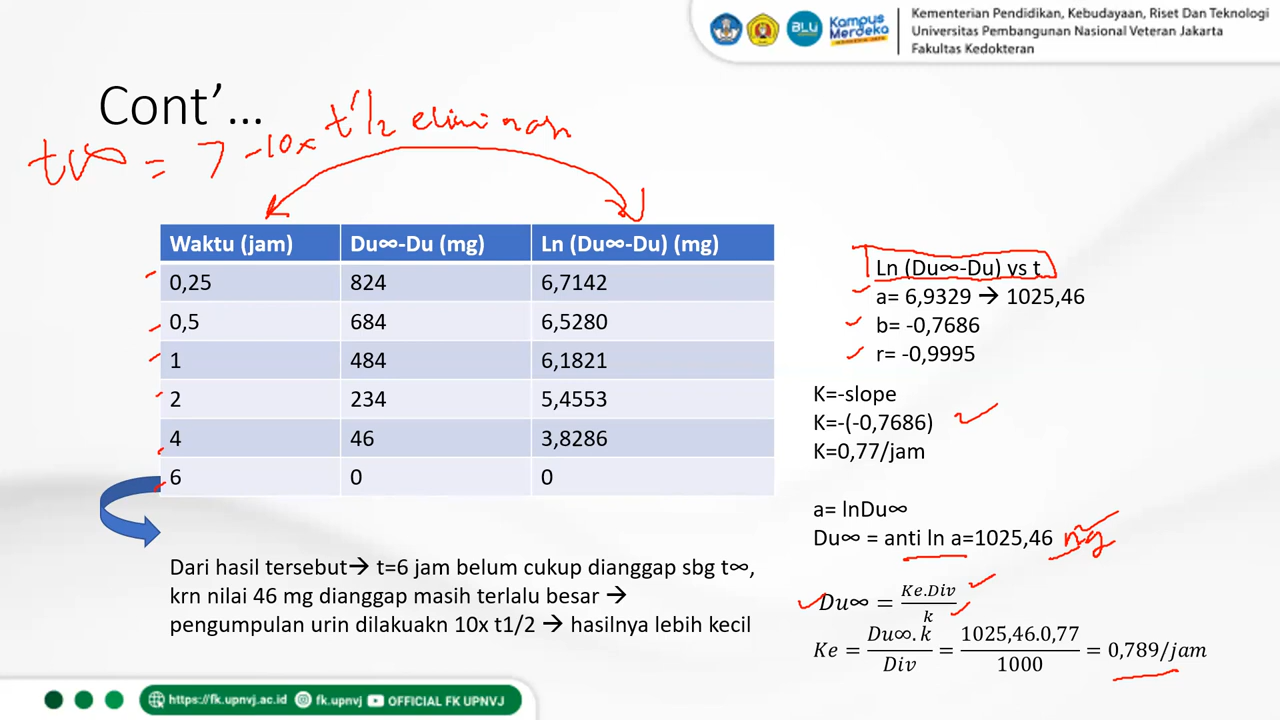 BLU
Kampus
Merdeka
Kementerian Pendidikan, Kebudayaan, Riset Dan Teknologi
Universitas Pembangunan Nasional Veteran Jakarta
Fakultas Kedokteran
Cont’...
t∞ = 7-10x t 1/2 eliminasi
Waktu (jam) Du∞-Du (mg) Ln (Du∞-Du) (mg)
0,25 824 6,7142
0,5 684 6,5280
1 484 6,1821
2 234 5,4553
4 46 3,8286
6 0 0
Dari hasil tersebut→ t=6 jam belum cukup dianggap sbg t∞,
krn nilai 46 mg dianggap masih terlalu besar →
pengumpulan urin dilakuakn 10x t1/2 → hasilnya lebih kecil
Ln (Du∞-Du) vs t
a= 6,9329 → 1025,46
b= -0,7686
r= -0,9995
K=-slope
K=-(-0,7686)
K=0,77/jam
a= lnDu∞
Du∞ = anti ln a=1025,46 mg
Du∞ = Ke.Div / k
Ke = Du∞.k / Div = 1025,46.0,77 / 1000 = 0,789/jam
https://fk.upnvj.ac.id fk.upnvj OFFICIAL FK UPNVJ